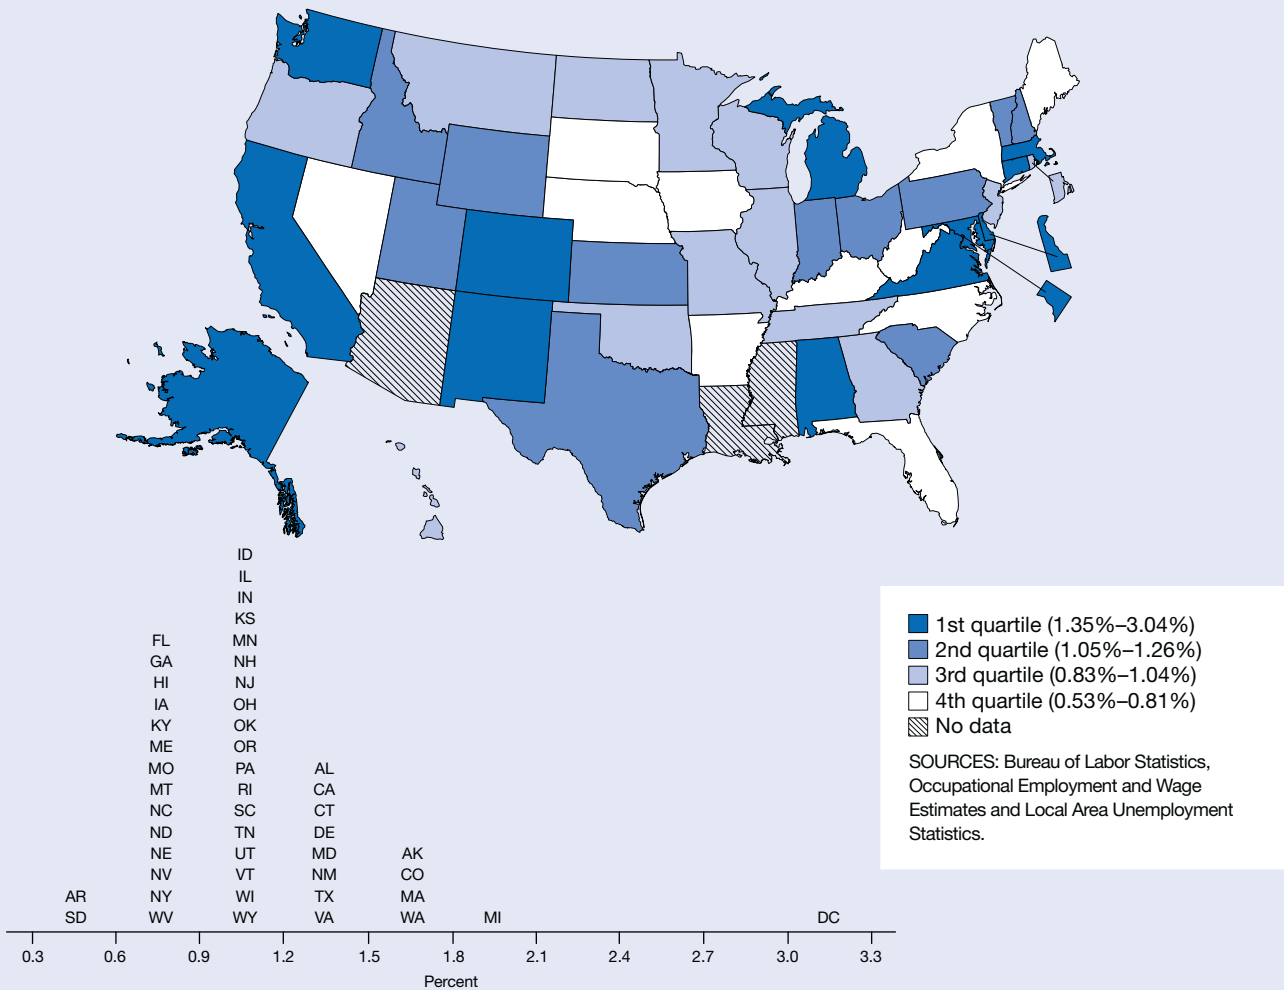 ID
IL
IN
KS
FL MN
GA NH
HI NJ
IA OH
KY OK
ME OR
MO PA AL
MT RI CA
NC SC CT
ND TN DE
NE UT MD AK
NV VT NM CO
AR NY WI TX MA
SD WV WY VA WA MI DC
0.3 0.6 0.9 1.2 1.5 1.8 2.1 2.4 2.7 3.0 3.3
Percent
1st quartile (1.35%–3.04%)
2nd quartile (1.05%–1.26%)
3rd quartile (0.83%–1.04%)
4th quartile (0.53%–0.81%)
No data
SOURCES: Bureau of Labor Statistics,
Occupational Employment and Wage
Estimates and Local Area Unemployment
Statistics.